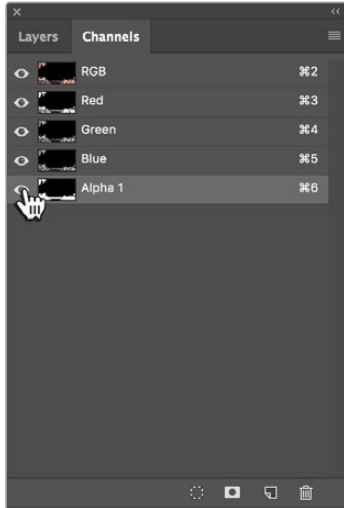 Layers Channels
RGB ⌘2
Red ⌘3
Green ⌘4
Blue ⌘5
Alpha 1 ⌘6